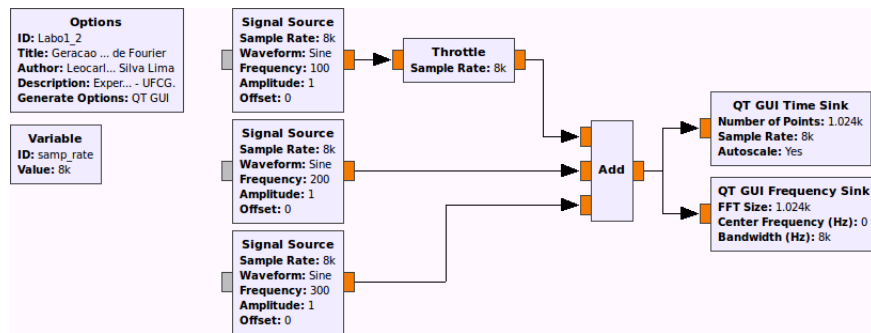 Options
ID: Labo1_2
Title: Geracao ... de Fourier
Author: Leocarl... Silva Lima
Description: Exper... - UFCG.
Generate Options: QT GUI
Variable
ID: samp_rate
Value: 8k
Signal Source
Sample Rate: 8k
Waveform: Sine
Frequency: 100
Amplitude: 1
Offset: 0
Throttle
Sample Rate: 8k
Signal Source
Sample Rate: 8k
Waveform: Sine
Frequency: 200
Amplitude: 1
Offset: 0
Signal Source
Sample Rate: 8k
Waveform: Sine
Frequency: 300
Amplitude: 1
Offset: 0
Add
QT GUI Time Sink
Number of Points: 1.024k
Sample Rate: 8k
Autoscale: Yes
QT GUI Frequency Sink
FFT Size: 1.024k
Center Frequency (Hz): 0
Bandwidth (Hz): 8k